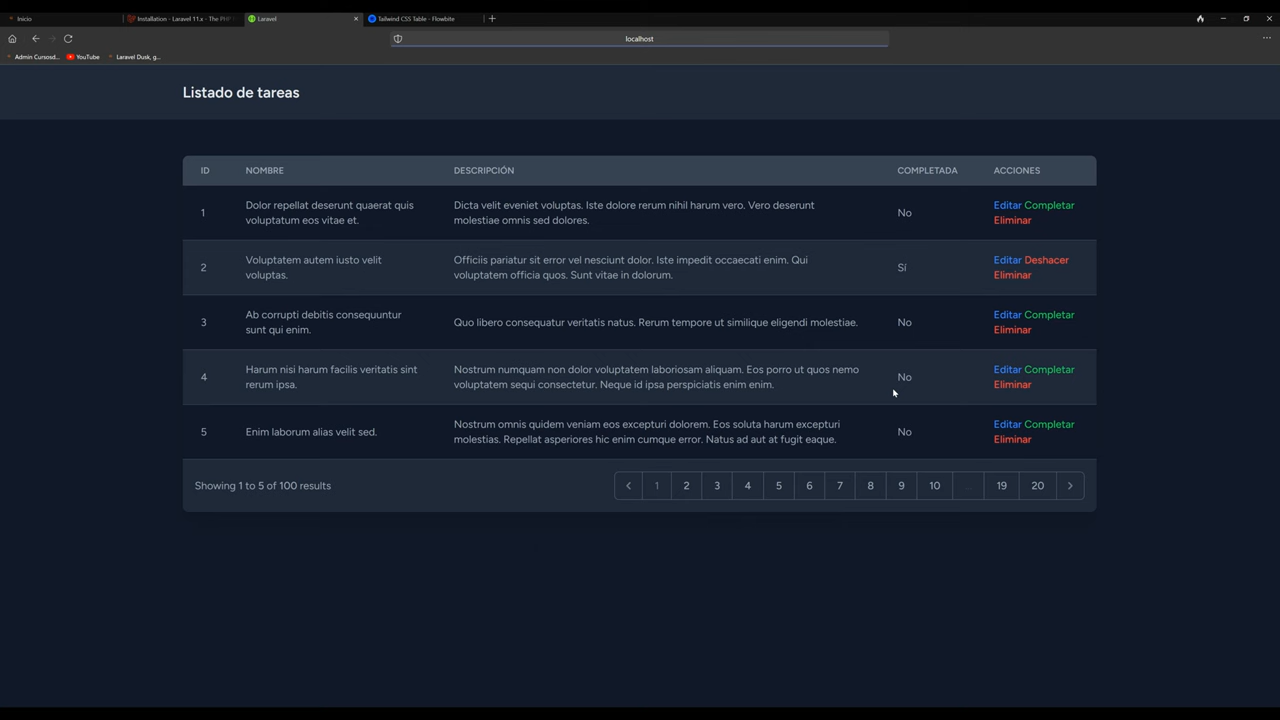 Inicio
Installation - Laravel 11.x - The PHP
Laravel
Tailwind CSS Table - Flowbite
localhost
Admin Cursosd...
YouTube
Laravel Dusk, g...
Listado de tareas
ID NOMBRE DESCRIPCIÓN COMPLETADA ACCIONES
Dolor repellat deserunt quaerat quis Dicta velit eveniet voluptas. Iste dolore rerum nihil harum vero. Vero deserunt Editar Completar
1 No
voluptatum eos vitae et. molestiae omnis sed dolores. Eliminar
Voluptatem autem iusto velit Officiis pariatur sit error vel nesciunt dolor. Iste impedit occaecati enim. Qui Editar Deshacer
2 Sí
voluptas. voluptatem officia quos. Sunt vitae in dolorum. Eliminar
Ab corrupti debitis consequuntur Editar Completar
3 Quo libero consequatur veritatis natus. Rerum tempore ut similique eligendi molestiae. No
sunt qui enim. Eliminar
Harum nisi harum facilis veritatis sint Nostrum numquam non dolor voluptatem laboriosam aliquam. Eos porro ut quos nemo Editar Completar
4 No
rerum ipsa. voluptatem sequi consectetur. Neque id ipsa perspiciatis enim enim. Eliminar
Nostrum omnis quidem veniam eos excepturi dolorem. Eos soluta harum excepturi Editar Completar
5 Enim laborum alias velit sed. No
molestias. Repellat asperiores hic enim cumque error. Natus ad aut at fugit eaque. Eliminar
Showing 1 to 5 of 100 results 1 2 3 4 5 6 7 8 9 10 ... 19 20